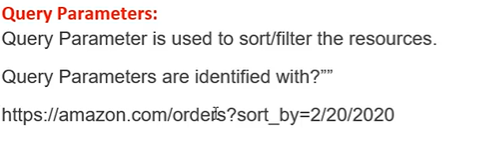 Query Parameters:
Query Parameter is used to sort/filter the resources.
Query Parameters are identified with?””
https://amazon.com/orders?sort_by=2/20/2020